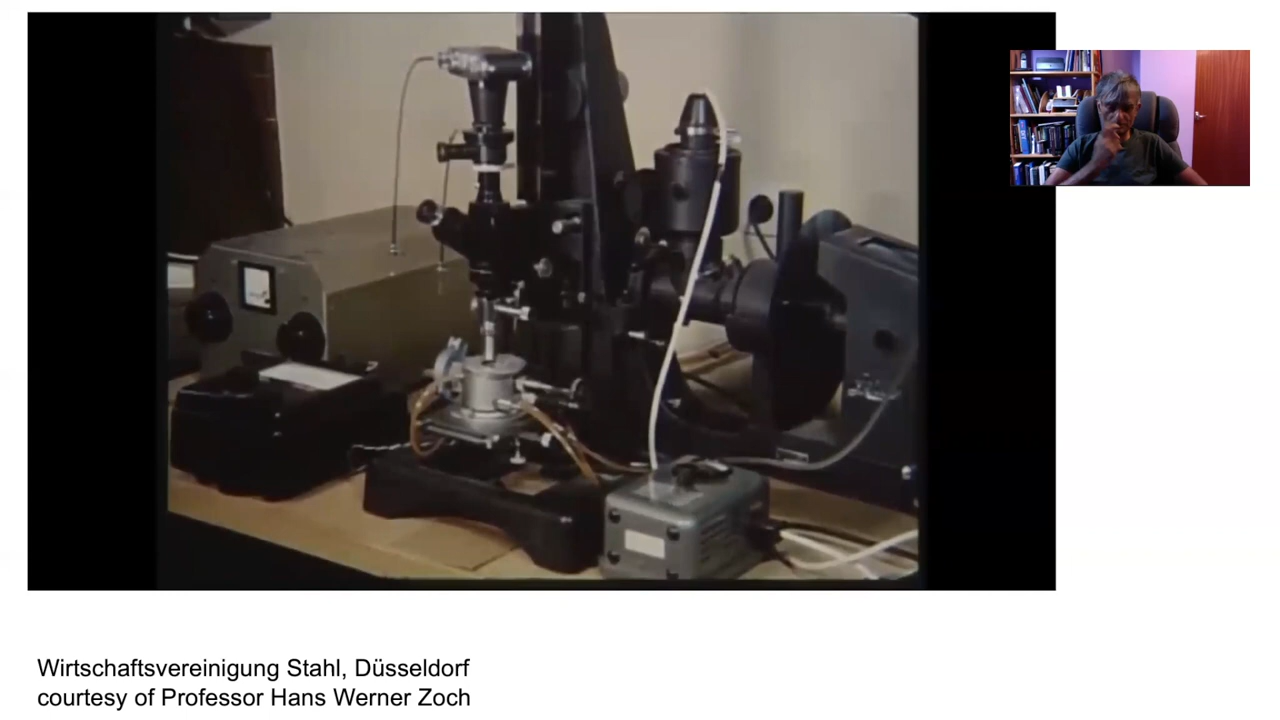 Wirtschaftsvereinigung Stahl, Düsseldorf
courtesy of Professor Hans Werner Zoch